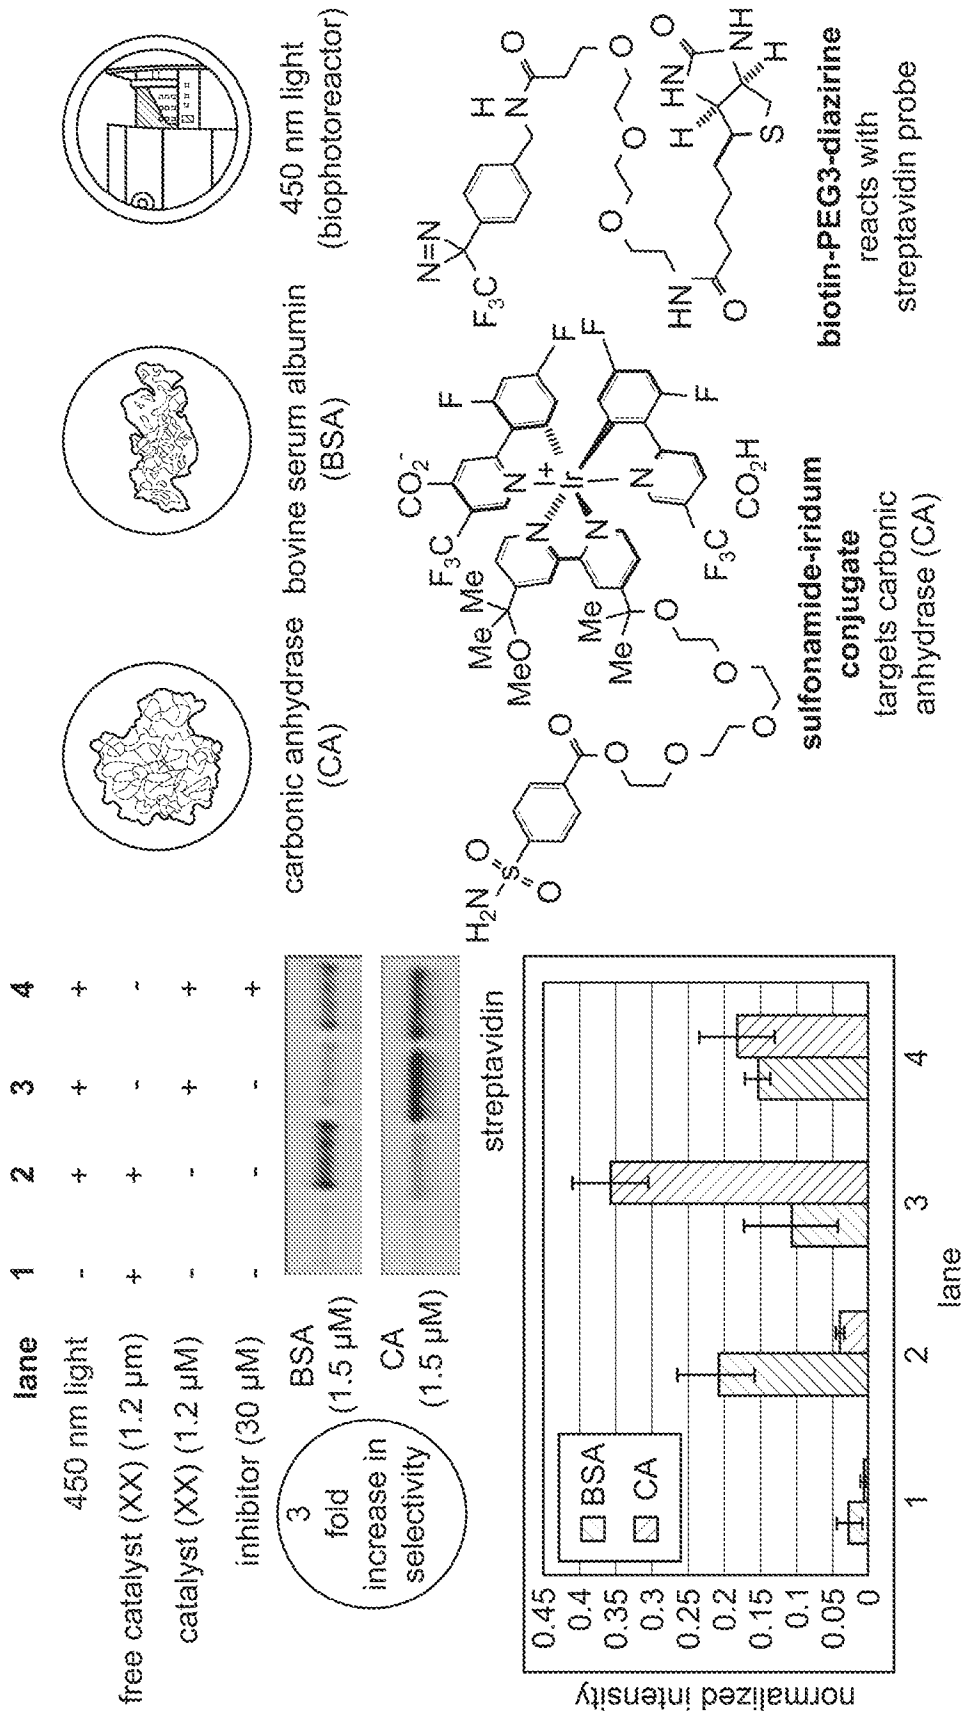 lane 1 2 3 4
450 nm light - + + +
free catalyst (XX) (1.2 µm) + + - -
catalyst (XX) (1.2 µM) - - + +
inhibitor (30 µM) - - - +
3
fold
increase in
selectivity
BSA
(1.5 µM)
CA
(1.5 µM)
streptavidin
normalized intensity
0.45
0.4
0.35
0.3
0.25
0.2
0.15
0.1
0.05
0
BSA
CA
1 2 3 4
lane
carbonic anhydrase
(CA)
bovine serum albumin
(BSA)
450 nm light
(biophotoreactor)
H2N
S
O
O
O
O
O
O
O
O
MeO
Me
Me
Me
Me
F3C
CO2-
N
N
N
N
I+
Ir
F
F
F
F
F3C
CO2H
sulfonamide-iridum
conjugate
targets carbonic
anhydrase (CA)
N=N
F3C
H
N
O
O
O
O
HN
O
S
H
H
HN
NH
O
biotin-PEG3-diazirine
reacts with
streptavidin probe